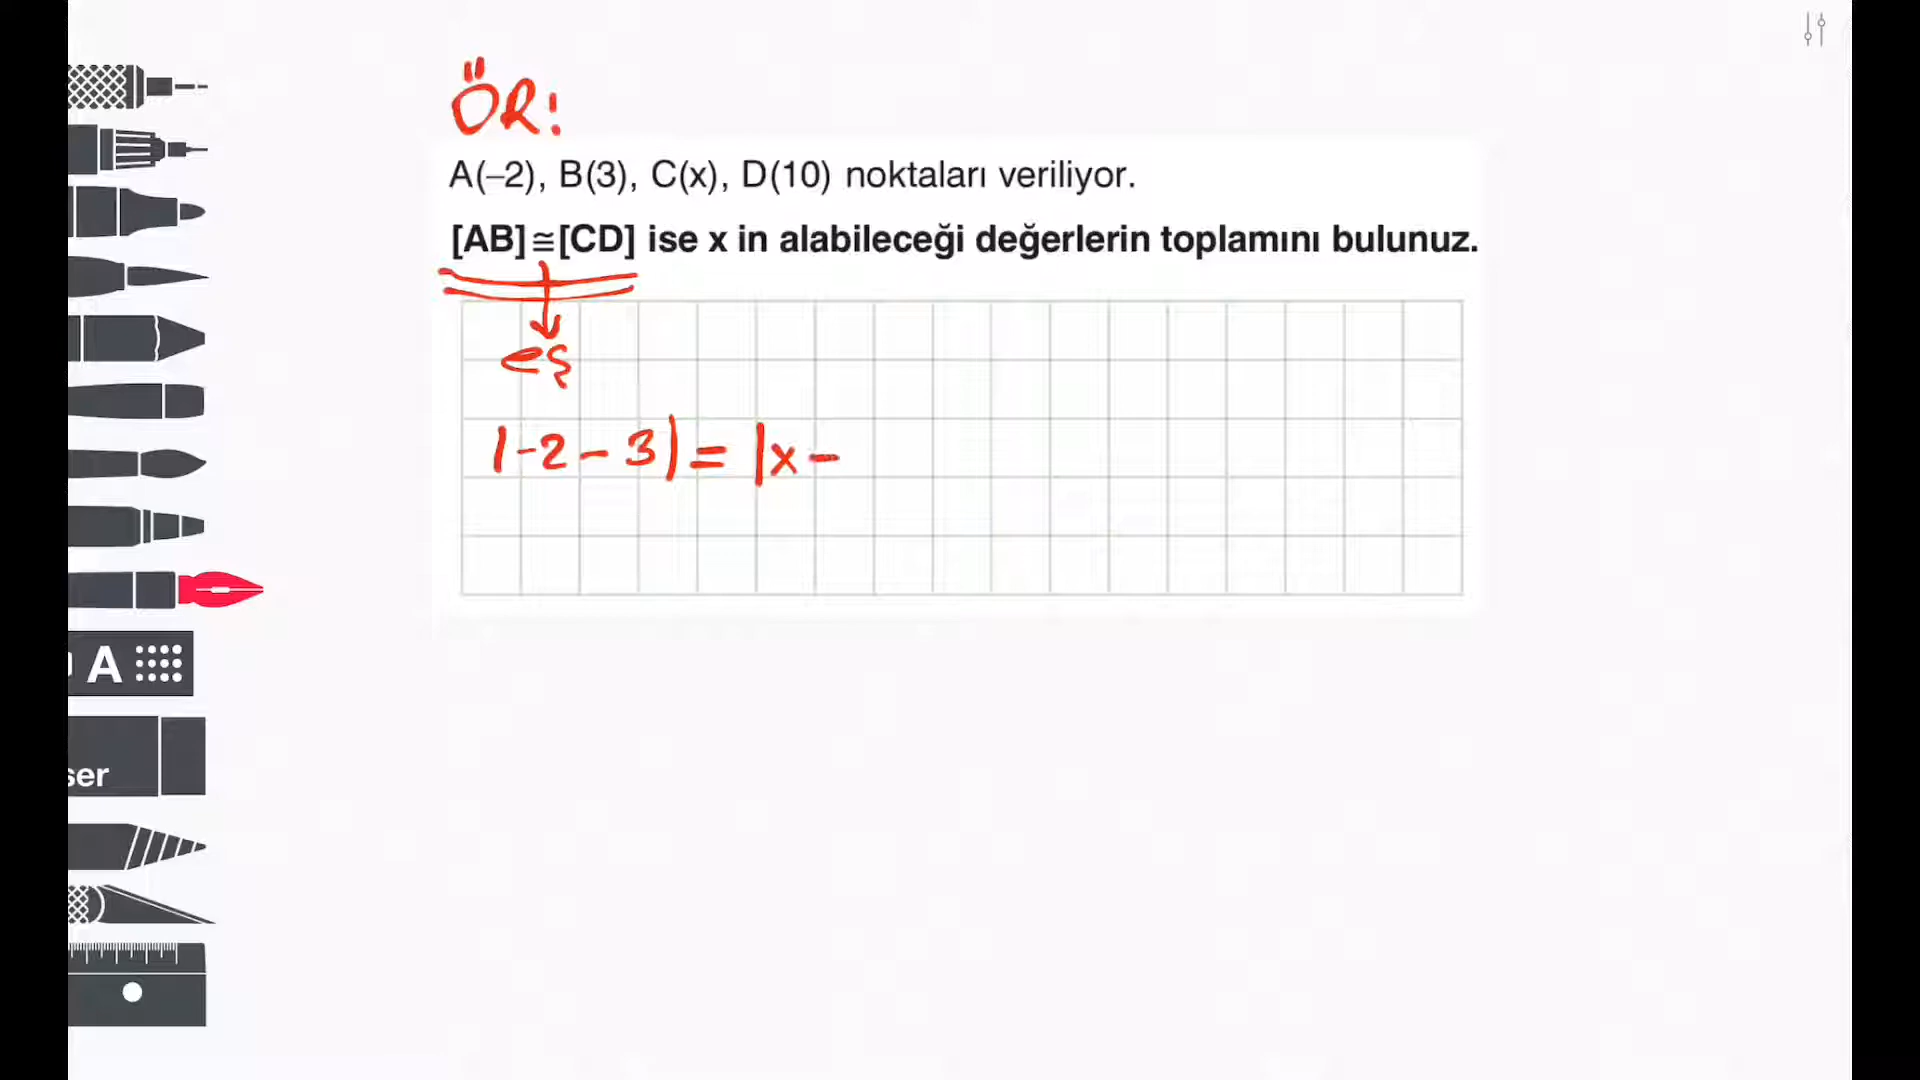 ÖR:
A(–2), B(3), C(x), D(10) noktaları veriliyor.
[AB]≅[CD] ise x in alabileceği değerlerin toplamını bulunuz.
eş
|-2-3| = |x-
A
ser